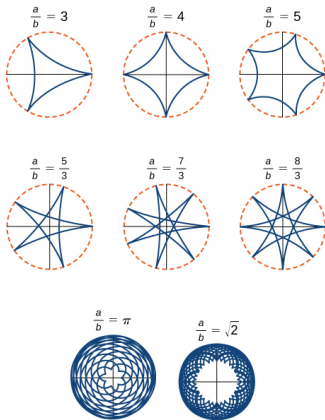 a/b = 3
a/b = 4
a/b = 5
a/b = 5/3
a/b = 7/3
a/b = 8/3
a/b = π
a/b = √2